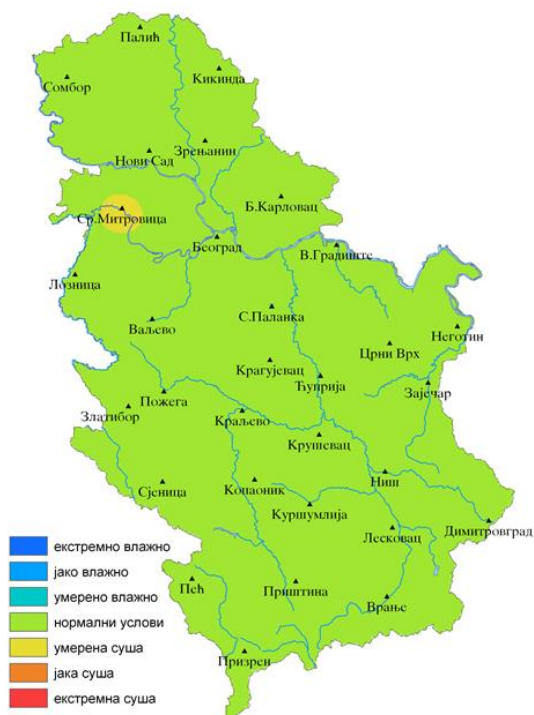 Палић
Сомбор
Кикинда
Зрењанин
Нови Сад
Б.Карловац
Ср.Митровица
Београд
В.Градиште
Лозница
С.Паланка
Ваљево
Неготин
Црни Врх
Крагујевац
Ћуприја
Зајечар
Пожега
Златибор
Краљево
Крушевац
Ниш
Сјеница
Копаоник
Куршумлија
Лесковац
Димитровград
Пећ
Приштина
Врање
Призрен
екстремно влажно
јако влажно
умерено влажно
нормални услови
умерена суша
јака суша
екстремна суша